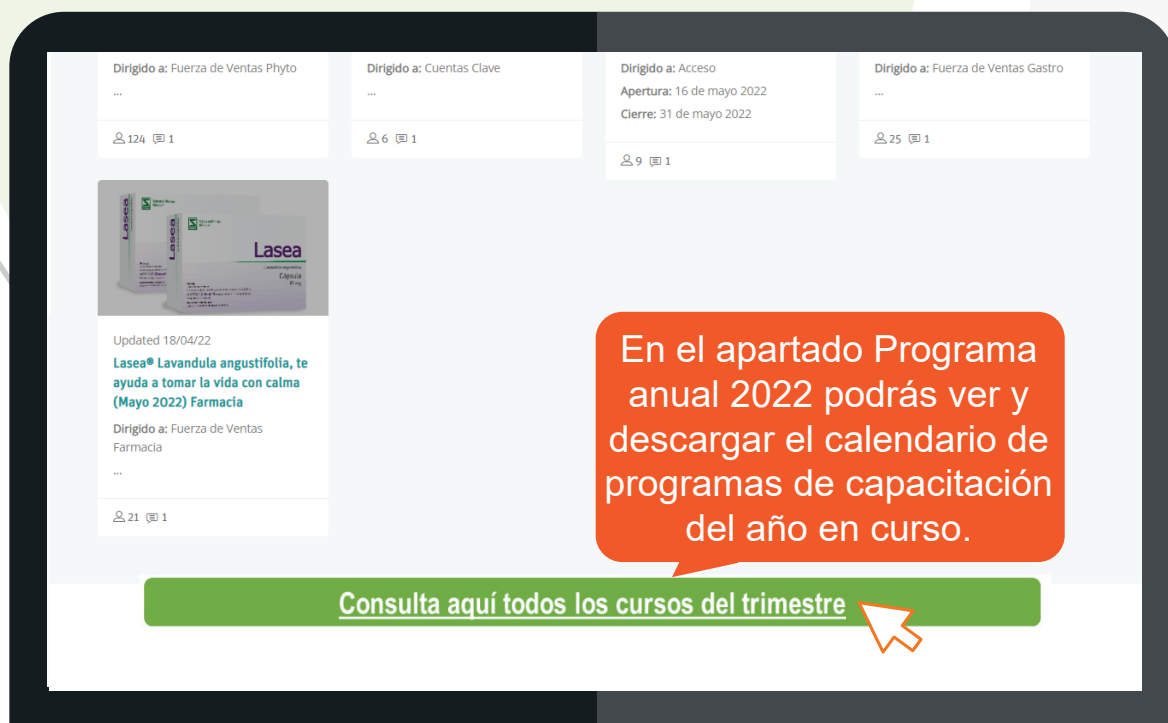 Dirigido a: Fuerza de Ventas Phyto
...
124 1
Dirigido a: Cuentas Clave
...
6 1
Dirigido a: Acceso
Apertura: 16 de mayo 2022
Cierre: 31 de mayo 2022
9 1
Dirigido a: Fuerza de Ventas Gastro
...
25 1
Lasea
Lasea
Lasea
Cápsula
Updated 18/04/22
Lasea® Lavandula angustifolia, te
ayuda a tomar la vida con calma
(Mayo 2022) Farmacia
Dirigido a: Fuerza de Ventas
Farmacia
...
21 1
En el apartado Programa
anual 2022 podrás ver y
descargar el calendario de
programas de capacitación
del año en curso.
Consulta aquí todos los cursos del trimestre